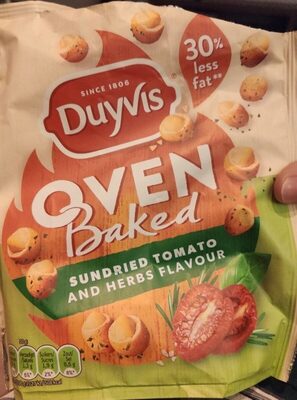 SINCE 1806
Duyvis
30%
less
fat**
OVEN
Baked
SUNDRIED TOMATO
AND HERBS FLAVOUR